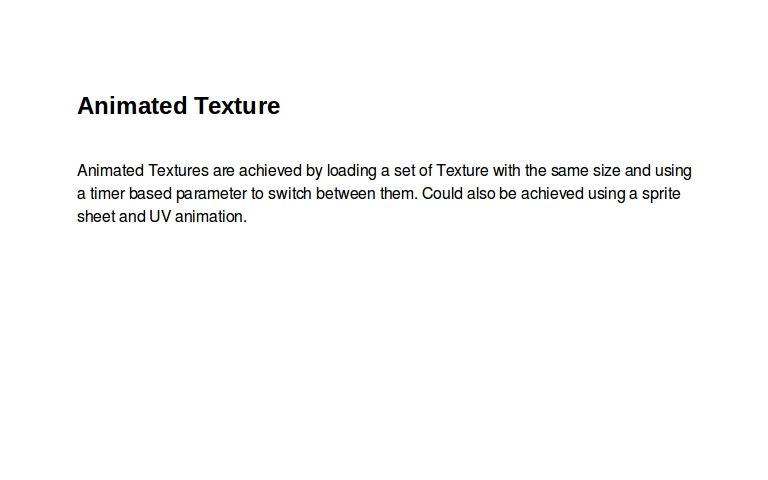 Animated Texture
Animated Textures are achieved by loading a set of Texture with the same size and using
a timer based parameter to switch between them. Could also be achieved using a sprite
sheet and UV animation.